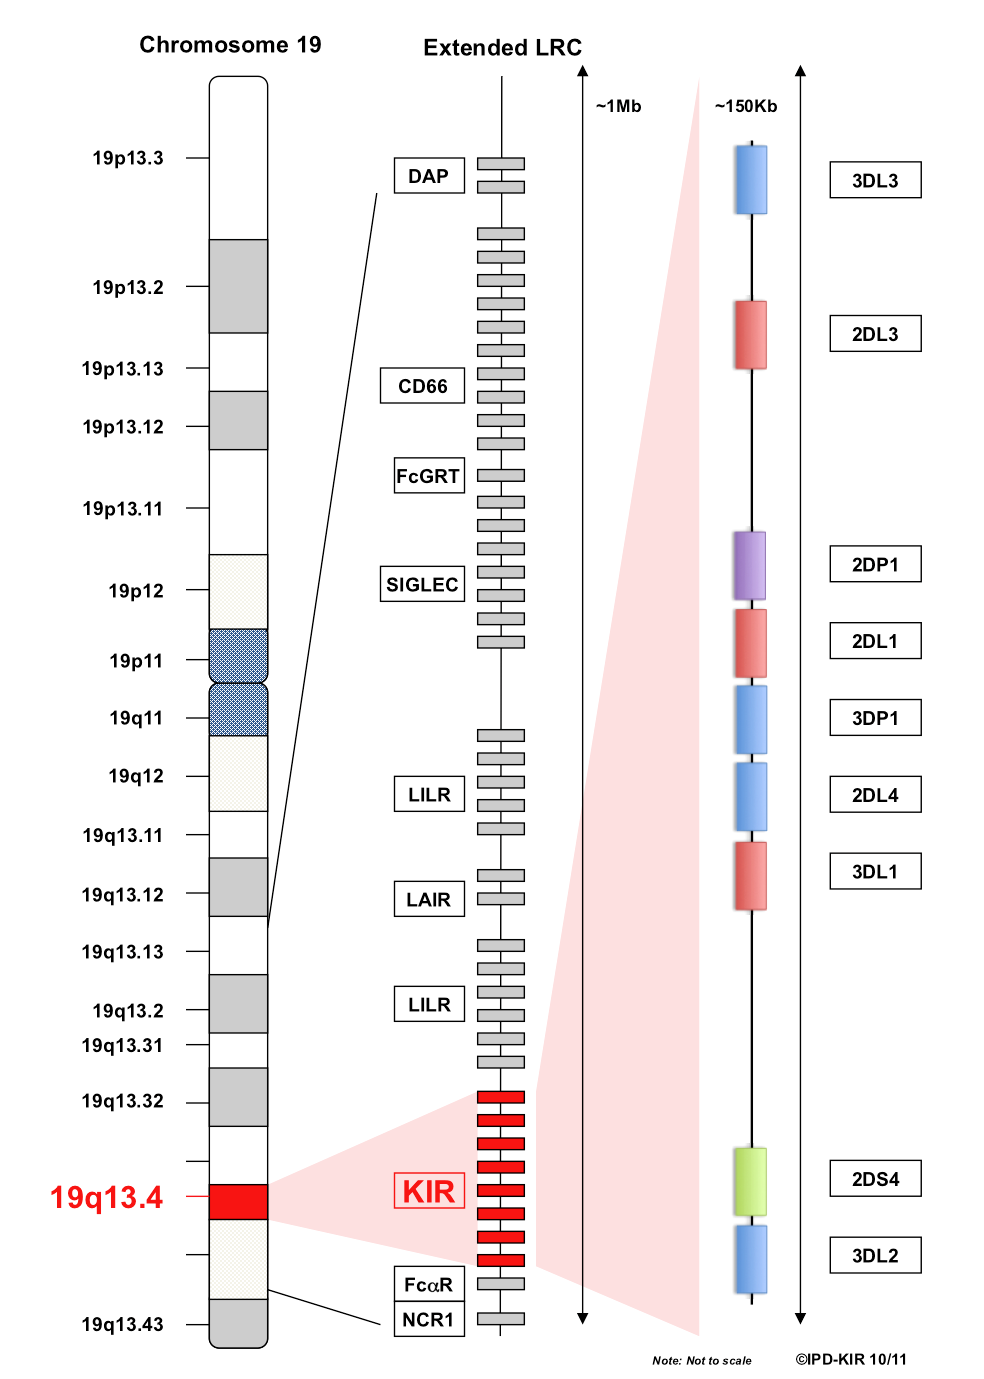 Chromosome 19
19p13.3
19p13.2
19p13.13
19p13.12
19p13.11
19p12
19p11
19q11
19q12
19q13.11
19q13.12
19q13.13
19q13.2
19q13.31
19q13.32
19q13.4
19q13.43
Extended LRC
~1Mb
DAP
CD66
FcGRT
SIGLEC
LILR
LAIR
LILR
KIR
FcαR
NCR1
~150Kb
3DL3
2DL3
2DP1
2DL1
3DP1
2DL4
3DL1
2DS4
3DL2
Note: Not to scale
©IPD-KIR 10/11